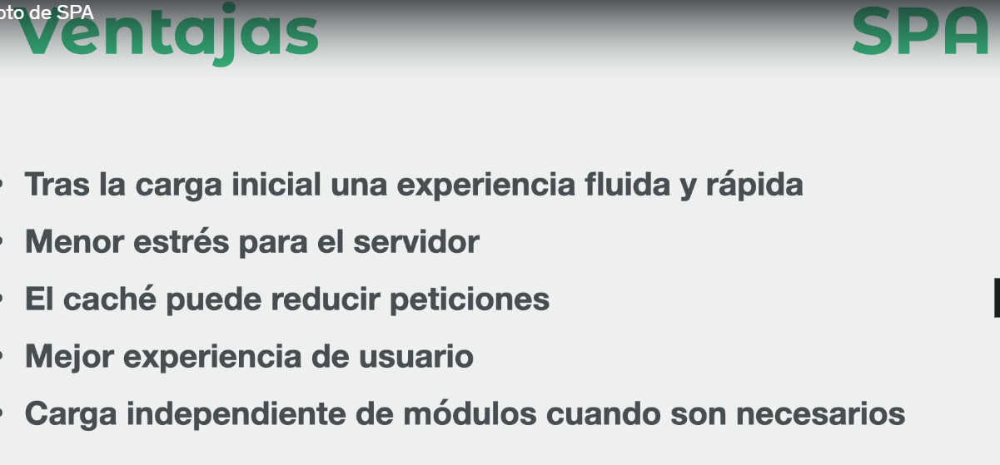 de SPA
Ventajas SPA
• Tras la carga inicial una experiencia fluida y rápida
• Menor estrés para el servidor
• El caché puede reducir peticiones
• Mejor experiencia de usuario
• Carga independiente de módulos cuando son necesarios